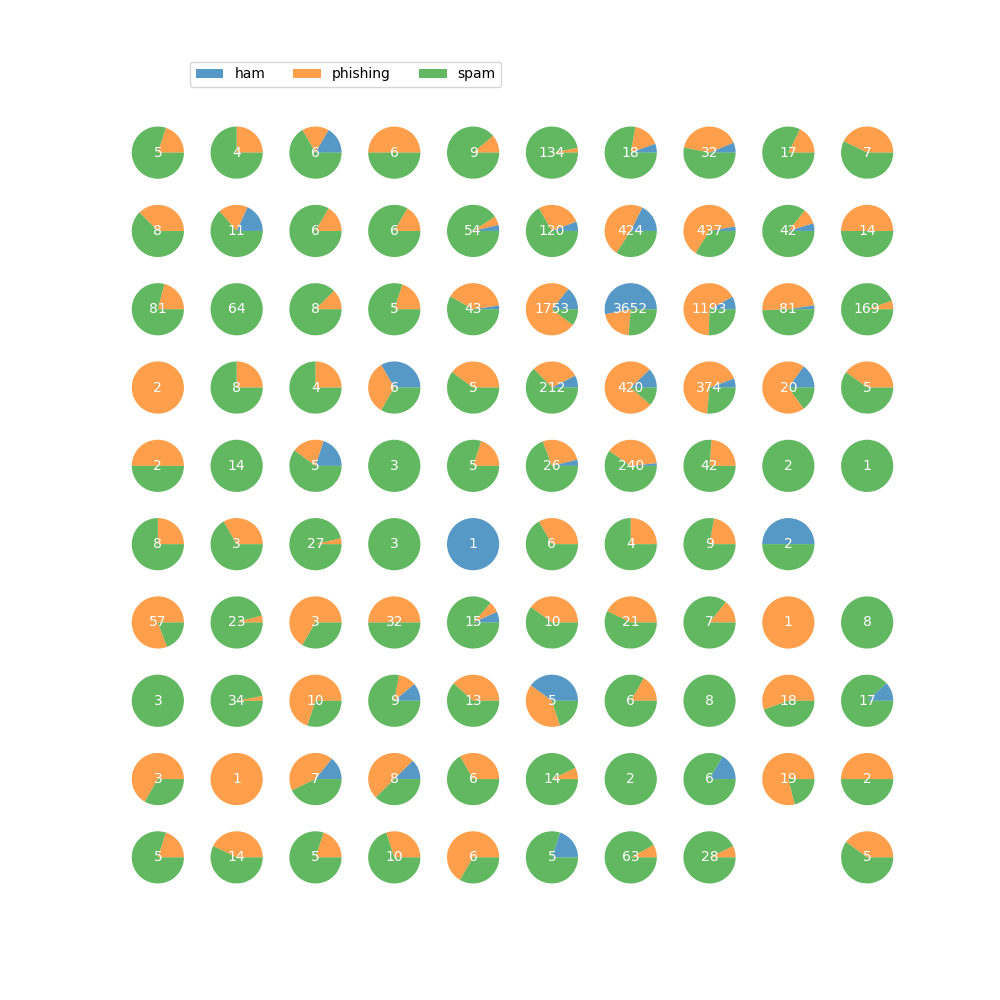 ham phishing spam
5 4 6 6 9 134 18 32 17 7
8 11 6 6 54 120 424 437 42 14
81 64 8 5 43 1753 3652 1193 81 169
2 8 4 6 5 212 420 374 20 5
2 14 5 3 5 26 240 42 2 1
8 3 27 3 1 6 4 9 2
57 23 3 32 15 10 21 7 1 8
3 34 10 9 13 5 6 8 18 17
3 1 7 8 6 14 2 6 19 2
5 14 5 10 6 5 63 28 5